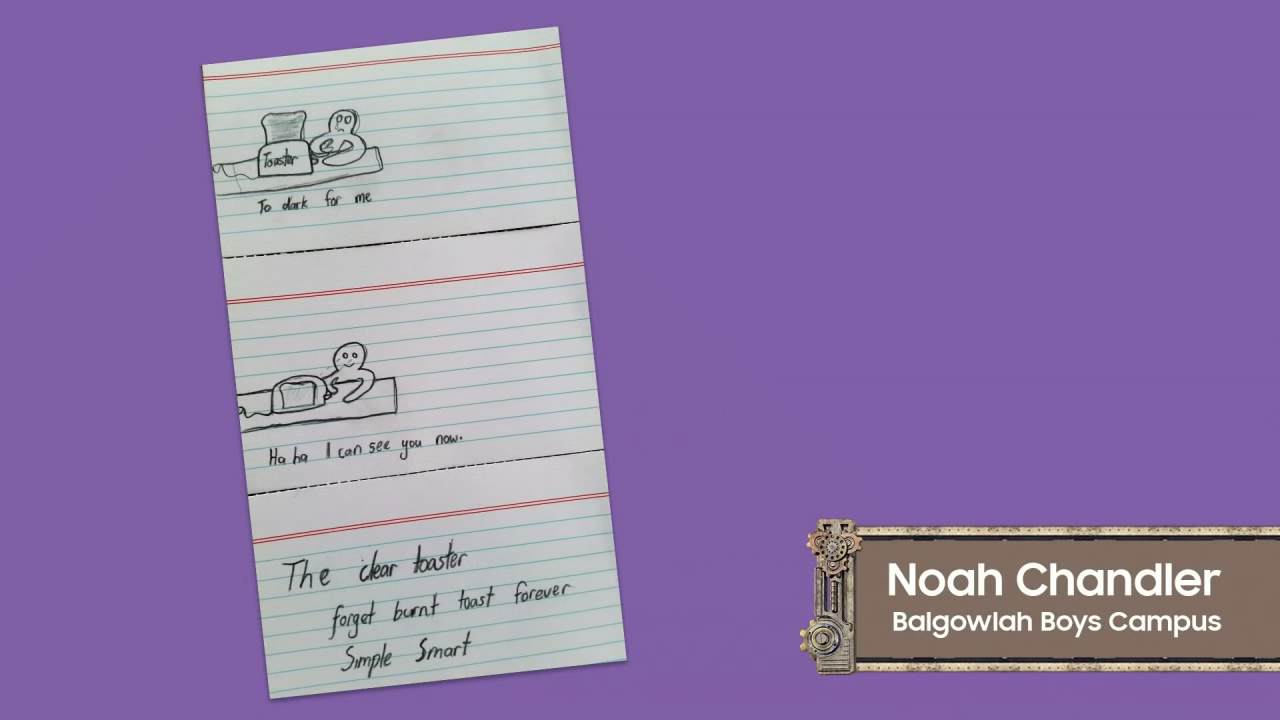 Toaster
To dark for me
Ha ha I can see you now.
The clear toaster
forget burnt toast forever
Simple Smart
Noah Chandler
Balgowlah Boys Campus